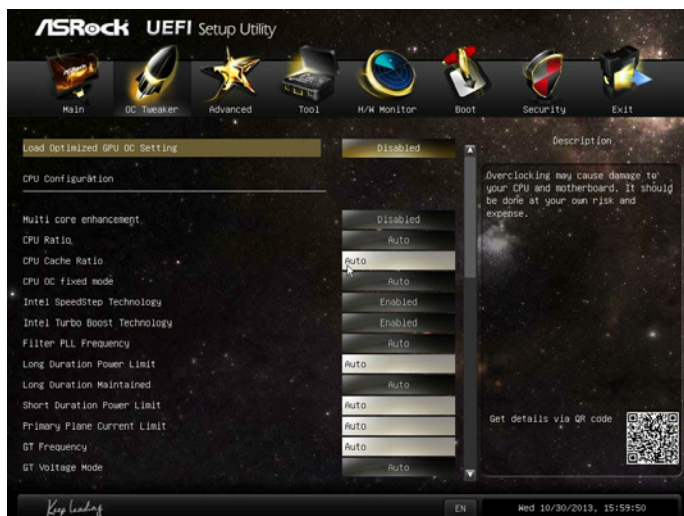 ASRock UEFI Setup Utility
Main OC Tweaker Advanced Tool H/W Monitor Boot Security Exit
Load Optimized GPU OC Setting Disabled
CPU Configuration
Multi core enhancement Disabled
CPU Ratio Auto
CPU Cache Ratio Auto
CPU OC fixed mode Auto
Intel SpeedStep Technology Enabled
Intel Turbo Boost Technology Enabled
Filter PLL Frequency Auto
Long Duration Power Limit Auto
Long Duration Maintained Auto
Short Duration Power Limit Auto
Primary Plane Current Limit Auto
GT Frequency Auto
GT Voltage Mode Auto
Description
Overclocking may cause damage to
your CPU and motherboard. It should
be done at your own risk and
expense.
Get details via QR code
Keep Leading
EN
Wed 10/30/2013, 15:59:50